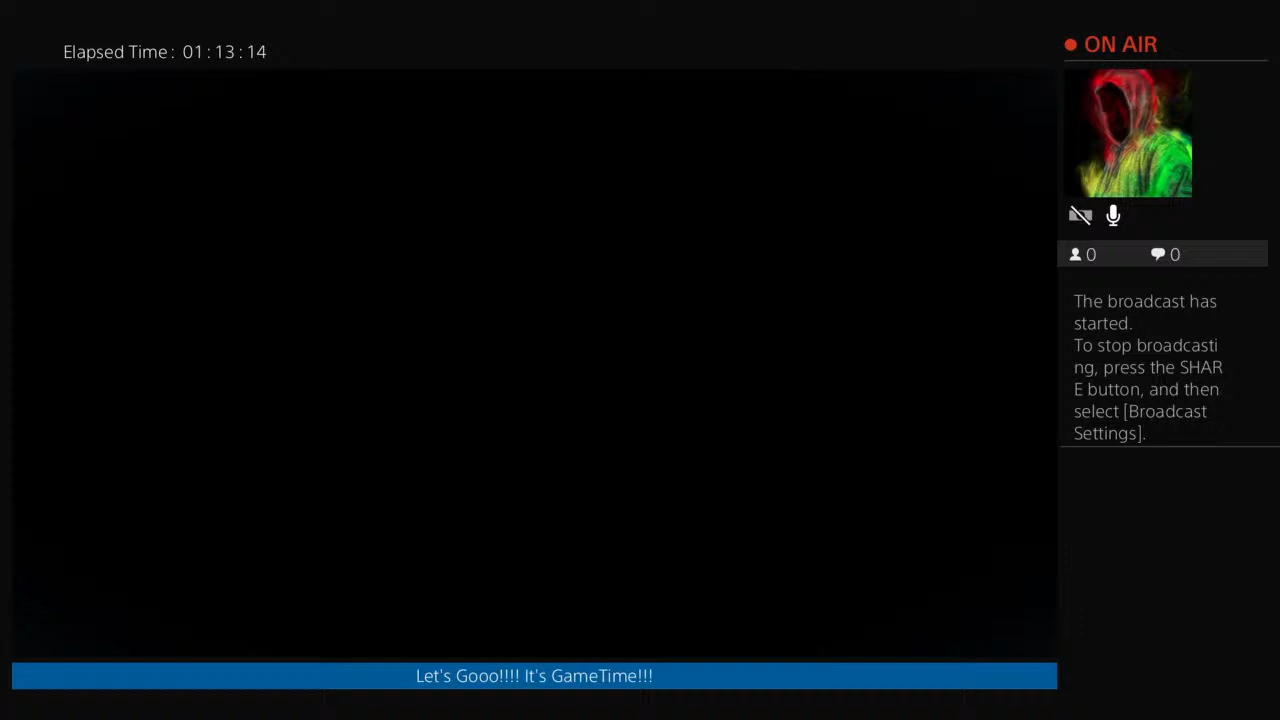 Elapsed Time: 01:13:14
ON AIR
0 0
The broadcast has
started.
To stop broadcasti
ng, press the SHAR
E button, and then
select [Broadcast
Settings].
Let's Gooo!!!! It's GameTime!!!